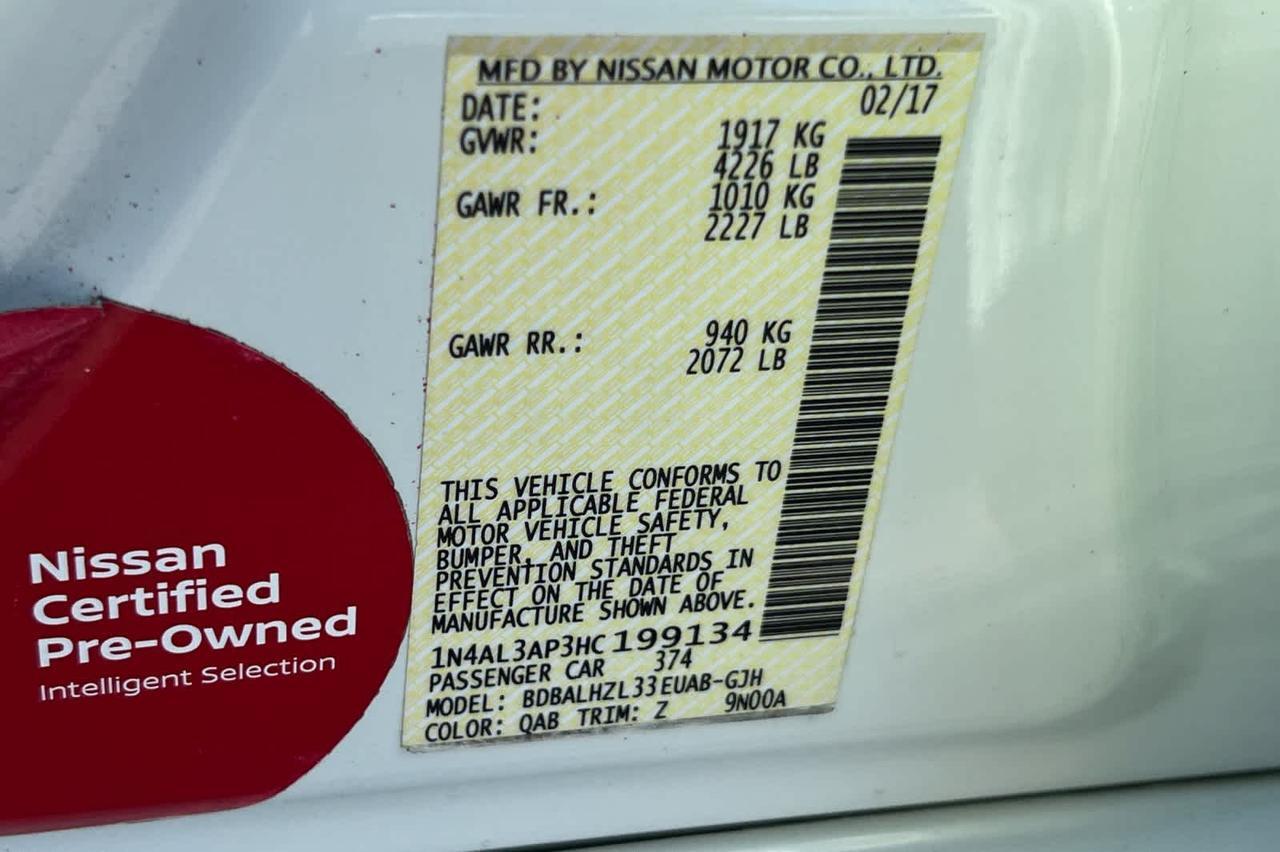 MFD BY NISSAN MOTOR CO., LTD.
DATE: 02/17
GVWR: 1917 KG
4226 LB
GAWR FR.: 1010 KG
2227 LB
GAWR RR.: 940 KG
2072 LB
THIS VEHICLE CONFORMS TO
ALL APPLICABLE FEDERAL
MOTOR VEHICLE SAFETY,
BUMPER, AND THEFT
PREVENTION STANDARDS IN
EFFECT ON THE DATE OF
MANUFACTURE SHOWN ABOVE.
1N4AL3AP3HC199134
PASSENGER CAR 374
MODEL: BDBALHZL33EUAB-GJH
COLOR: QAB TRIM: Z 9N00A
Nissan
Certified
Pre-Owned
Intelligent Selection